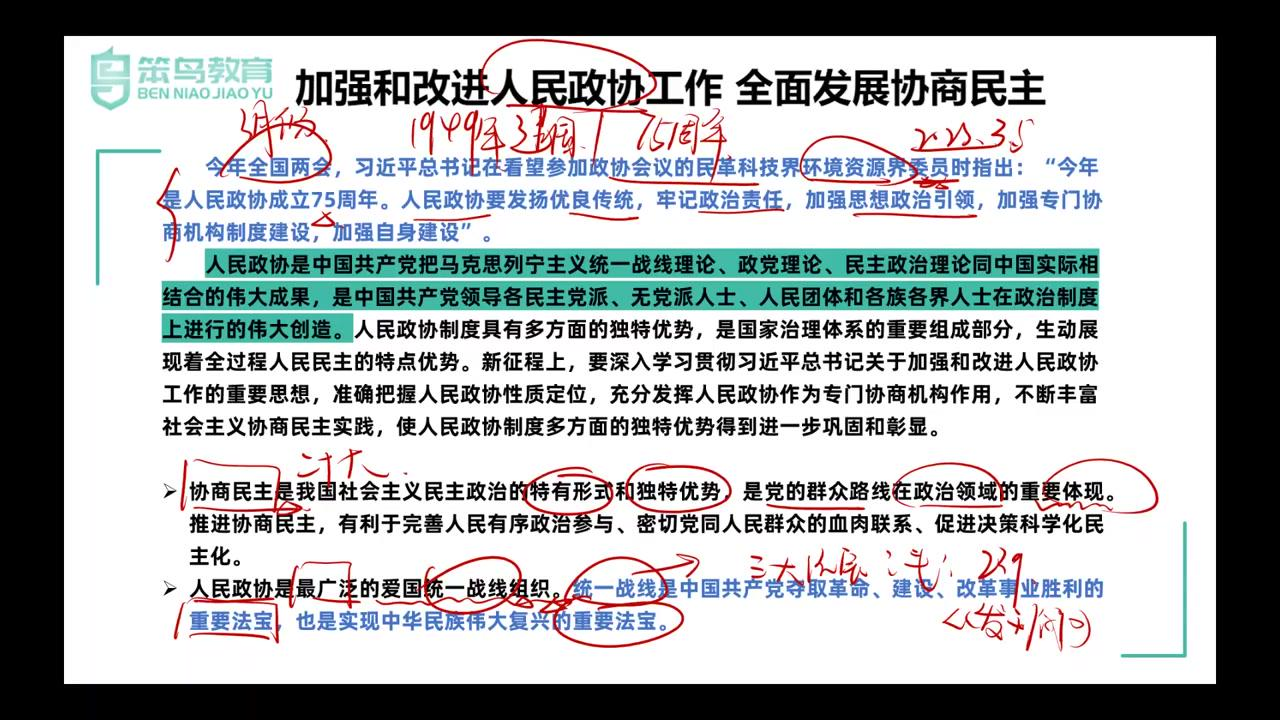 笨鸟教育
BEN NIAO JIAO YU
加强和改进人民政协工作 全面发展协商民主
月份
1949年建国 75周年
今年全国两会，习近平总书记在看望参加政协会议的民革科技界环境资源界委员时指出：“今年
是人民政协成立75周年。人民政协要发扬优良传统，牢记政治责任，加强思想政治引领，加强专门协
商机构制度建设，加强自身建设”。
人民政协是中国共产党把马克思列宁主义统一战线理论、政党理论、民主政治理论同中国实际相
结合的伟大成果，是中国共产党领导各民主党派、无党派人士、人民团体和各族各界人士在政治制度
上进行的伟大创造。人民政协制度具有多方面的独特优势，是国家治理体系的重要组成部分，生动展
现着全过程人民民主的特点优势。新征程上，要深入学习贯彻习近平总书记关于加强和改进人民政协
工作的重要思想，准确把握人民政协性质定位，充分发挥人民政协作为专门协商机构作用，不断丰富
社会主义协商民主实践，使人民政协制度多方面的独特优势得到进一步巩固和彰显。
二十大
➢ 协商民主是我国社会主义民主政治的特有形式和独特优势，是党的群众路线在政治领域的重要体现。
推进协商民主，有利于完善人民有序政治参与、密切党同人民群众的血肉联系、促进决策科学化民
主化。
➢ 人民政协是最广泛的爱国统一战线组织。统一战线是中国共产党夺取革命、建设、改革事业胜利的
重要法宝，也是实现中华民族伟大复兴的重要法宝。
三大法宝